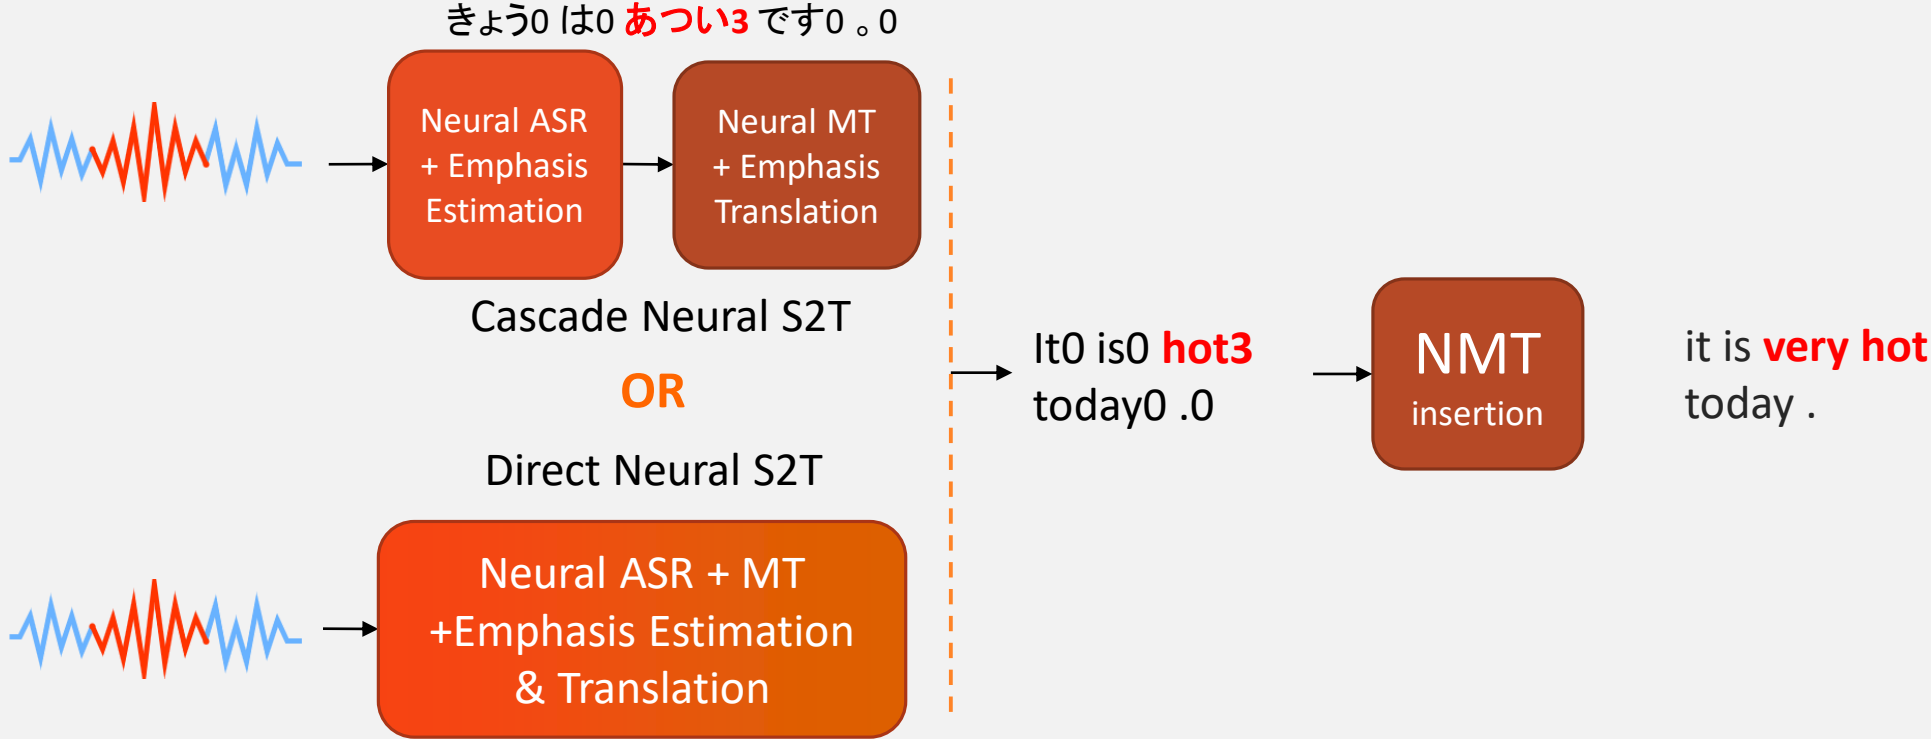 きょう0 は0 あつい3 です0 。0
Neural ASR
+ Emphasis
Estimation
Neural MT
+ Emphasis
Translation
Cascade Neural S2T
OR
Direct Neural S2T
Neural ASR + MT
+Emphasis Estimation
& Translation
It0 is0 hot3
today0 .0
NMT
insertion
it is very hot
today .